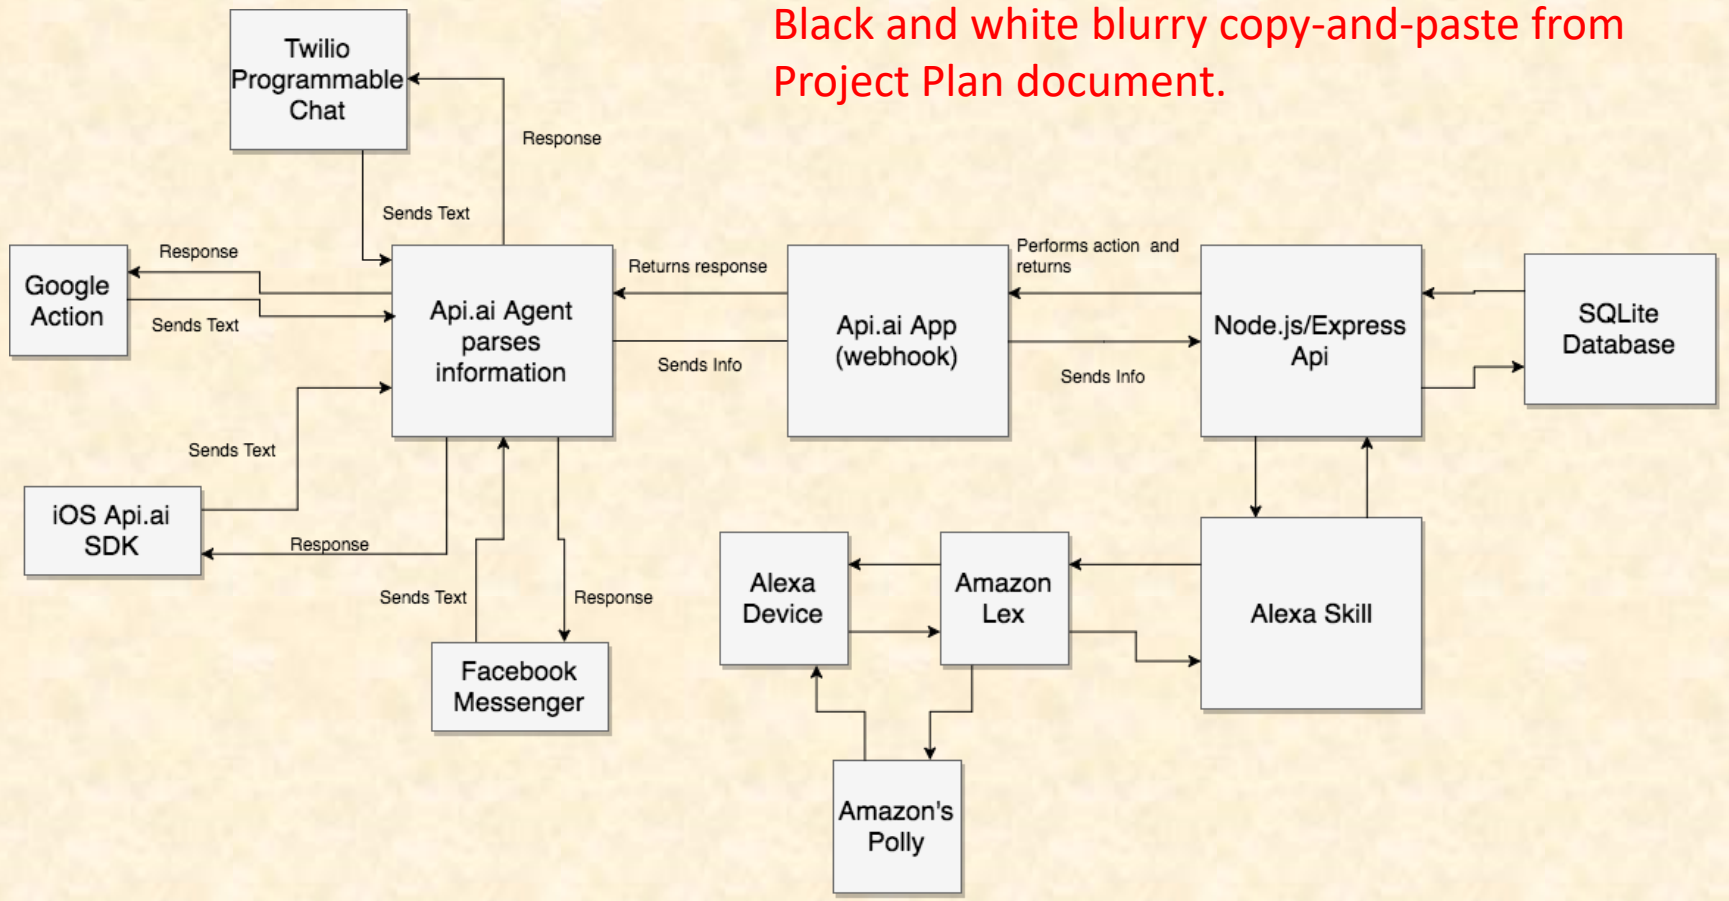 Black and white blurry copy-and-paste from
Project Plan document.
Twilio
Programmable
Chat
Response
Sends Text
Response
Google
Action
Sends Text
Api.ai Agent
parses
information
Returns response
Sends Info
Api.ai App
(webhook)
Performs action and
returns
Sends Info
Node.js/Express
Api
SQLite
Database
Sends Text
iOS Api.ai
SDK
Response
Sends Text
Response
Facebook
Messenger
Alexa
Device
Amazon
Lex
Alexa Skill
Amazon's
Polly